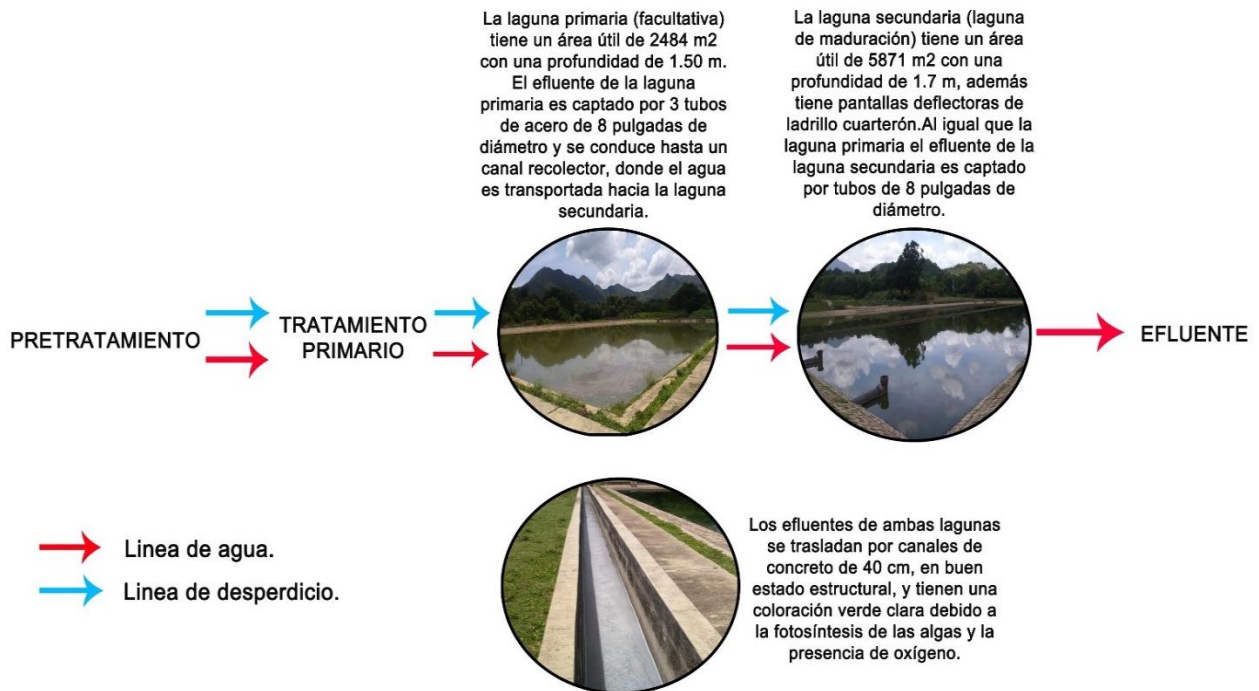 La laguna primaria (facultativa)
tiene un área útil de 2484 m2
con una profundidad de 1.50 m.
El efluente de la laguna
primaria es captado por 3 tubos
de acero de 8 pulgadas de
diámetro y se conduce hasta un
canal recolector, donde el agua
es transportada hacia la laguna
secundaria.
La laguna secundaria (laguna
de maduración) tiene un área
útil de 5871 m2 con una
profundidad de 1.7 m, además
tiene pantallas deflectoras de
ladrillo cuarterón.Al igual que la
laguna primaria el efluente de la
laguna secundaria es captado
por tubos de 8 pulgadas de
diámetro.
PRETRATAMIENTO
TRATAMIENTO
PRIMARIO
EFLUENTE
Linea de agua.
Linea de desperdicio.
Los efluentes de ambas lagunas
se trasladan por canales de
concreto de 40 cm, en buen
estado estructural, y tienen una
coloración verde clara debido a
la fotosíntesis de las algas y la
presencia de oxígeno.